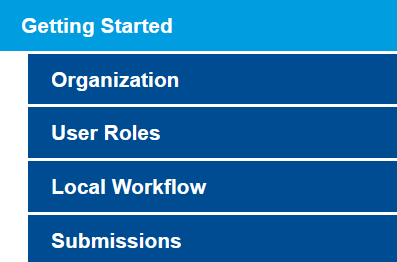 Getting Started
Organization
User Roles
Local Workflow
Submissions